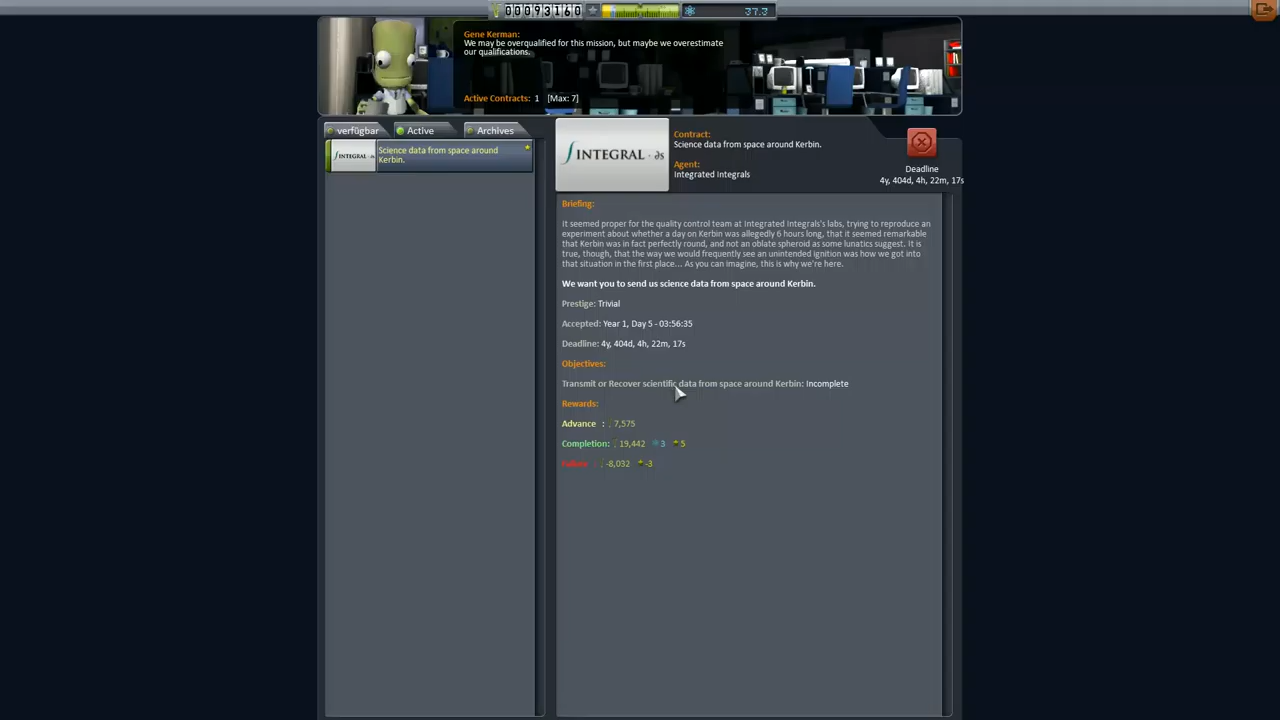 00093160
37.3
Gene Kerman:
We may be overqualified for this mission, but maybe we overestimate
our qualifications.
Active Contracts: 1 [Max: 7]
verfügbar
Active
Archives
∫INTEGRAL · ∂s
Science data from space around
Kerbin.
∫INTEGRAL · ∂s
Contract:
Science data from space around Kerbin.
Agent:
Integrated Integrals
Deadline
4y, 404d, 4h, 22m, 17s
Briefing:
It seemed proper for the quality control team at Integrated Integrals's labs, trying to reproduce an
experiment about whether a day on Kerbin was allegedly 6 hours long, that it seemed remarkable
that Kerbin was in fact perfectly round, and not an oblate spheroid as some lunatics suggest. It is
true, though, that the way we would frequently see an unintended ignition was how we got into
that situation in the first place... As you can imagine, this is why we're here.
We want you to send us science data from space around Kerbin.
Prestige: Trivial
Accepted: Year 1, Day 5 - 03:56:35
Deadline: 4y, 404d, 4h, 22m, 17s
Objectives:
Transmit or Recover scientific data from space around Kerbin: Incomplete
Rewards:
Advance : 7,575
Completion: 19,442 3 5
Failure : -8,032 -3